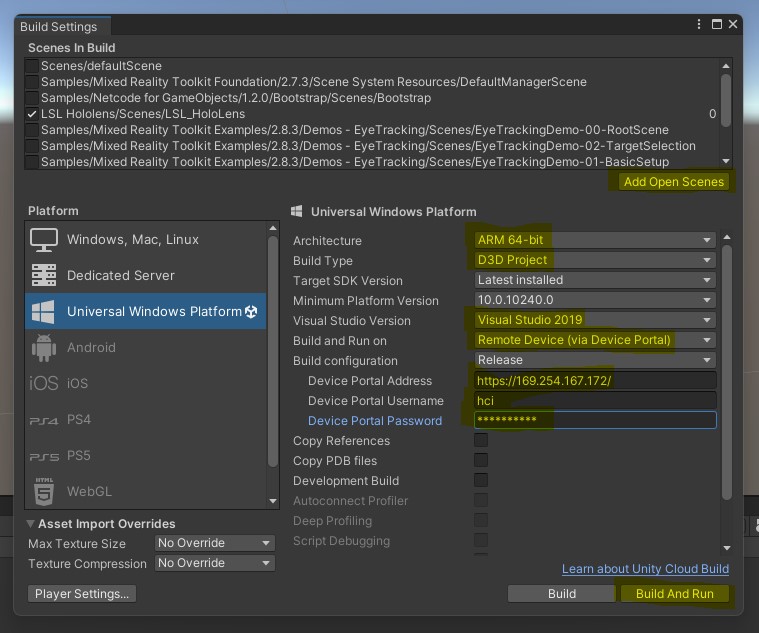 Build Settings
Scenes In Build
Scenes/defaultScene
Samples/Mixed Reality Toolkit Foundation/2.7.3/Scene System Resources/DefaultManagerScene
Samples/Netcode for GameObjects/1.2.0/Bootstrap/Scenes/Bootstrap
LSL Hololens/Scenes/LSL_HoloLens 0
Samples/Mixed Reality Toolkit Examples/2.8.3/Demos - EyeTracking/Scenes/EyeTrackingDemo-00-RootScene
Samples/Mixed Reality Toolkit Examples/2.8.3/Demos - EyeTracking/Scenes/EyeTrackingDemo-02-TargetSelection
Samples/Mixed Reality Toolkit Examples/2.8.3/Demos - EyeTracking/Scenes/EyeTrackingDemo-01-BasicSetup
Add Open Scenes
Platform
Windows, Mac, Linux
Dedicated Server
Universal Windows Platform
Android
iOS iOS
PS4 PS4
PS5 PS5
HTML 5 WebGL
Asset Import Overrides
Max Texture Size No Override
Texture Compression No Override
Player Settings...
Universal Windows Platform
Architecture ARM 64-bit
Build Type D3D Project
Target SDK Version Latest installed
Minimum Platform Version 10.0.10240.0
Visual Studio Version Visual Studio 2019
Build and Run on Remote Device (via Device Portal)
Build configuration Release
Device Portal Address https://169.254.167.172/
Device Portal Username hci
Device Portal Password **********
Copy References
Copy PDB files
Development Build
Autoconnect Profiler
Deep Profiling
Script Debugging
Learn about Unity Cloud Build
Build Build And Run